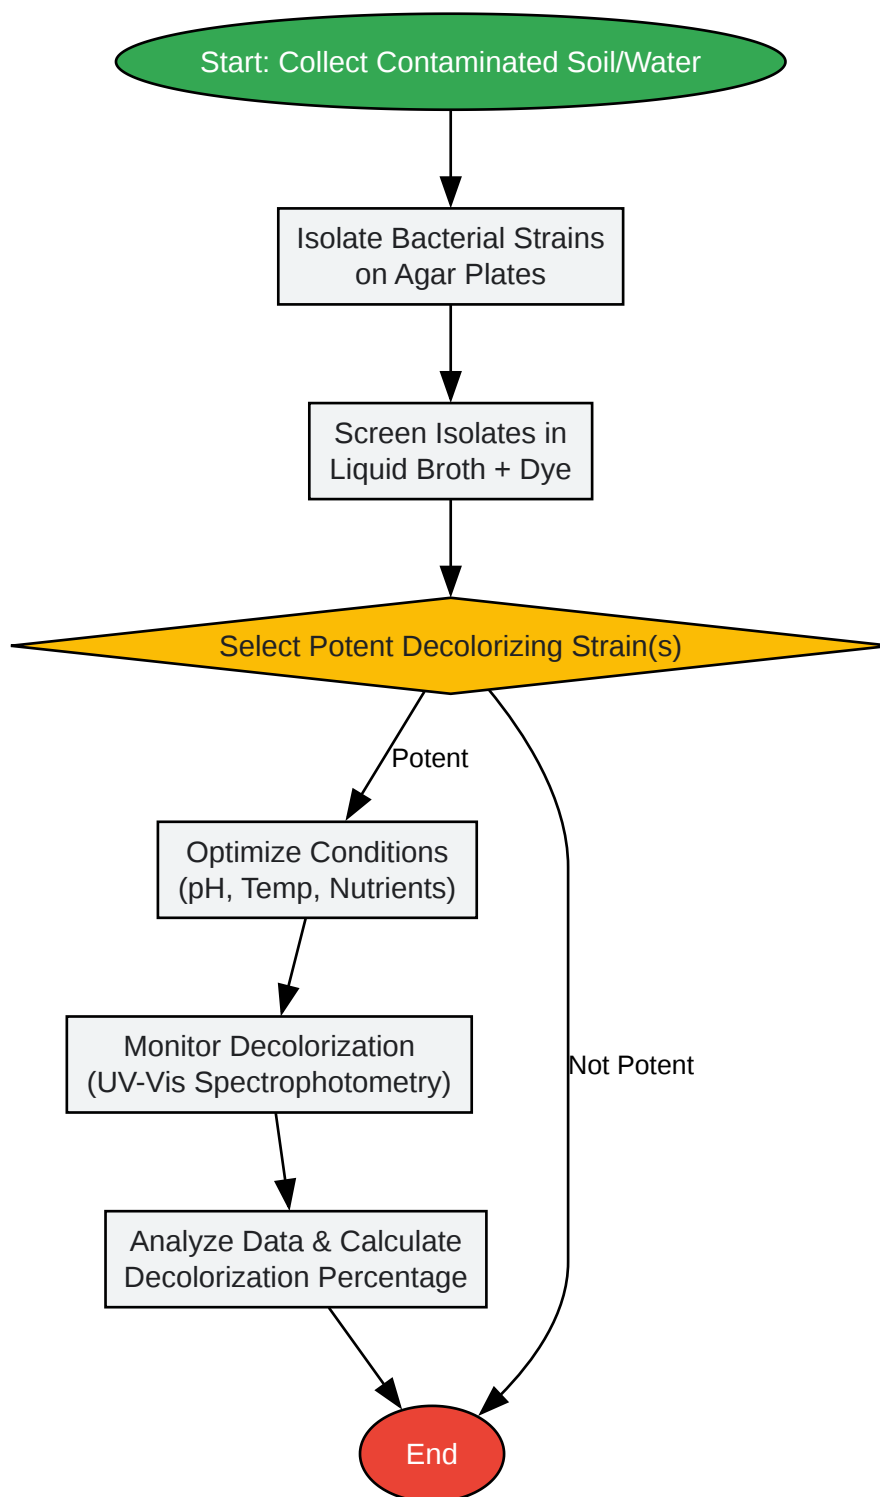 Start: Collect Contaminated Soil/Water
Isolate Bacterial Strains
on Agar Plates
Screen Isolates in
Liquid Broth + Dye
Select Potent Decolorizing Strain(s)
Potent
Optimize Conditions
(pH, Temp, Nutrients)
Monitor Decolorization
(UV-Vis Spectrophotometry)
Not Potent
Analyze Data & Calculate
Decolorization Percentage
End